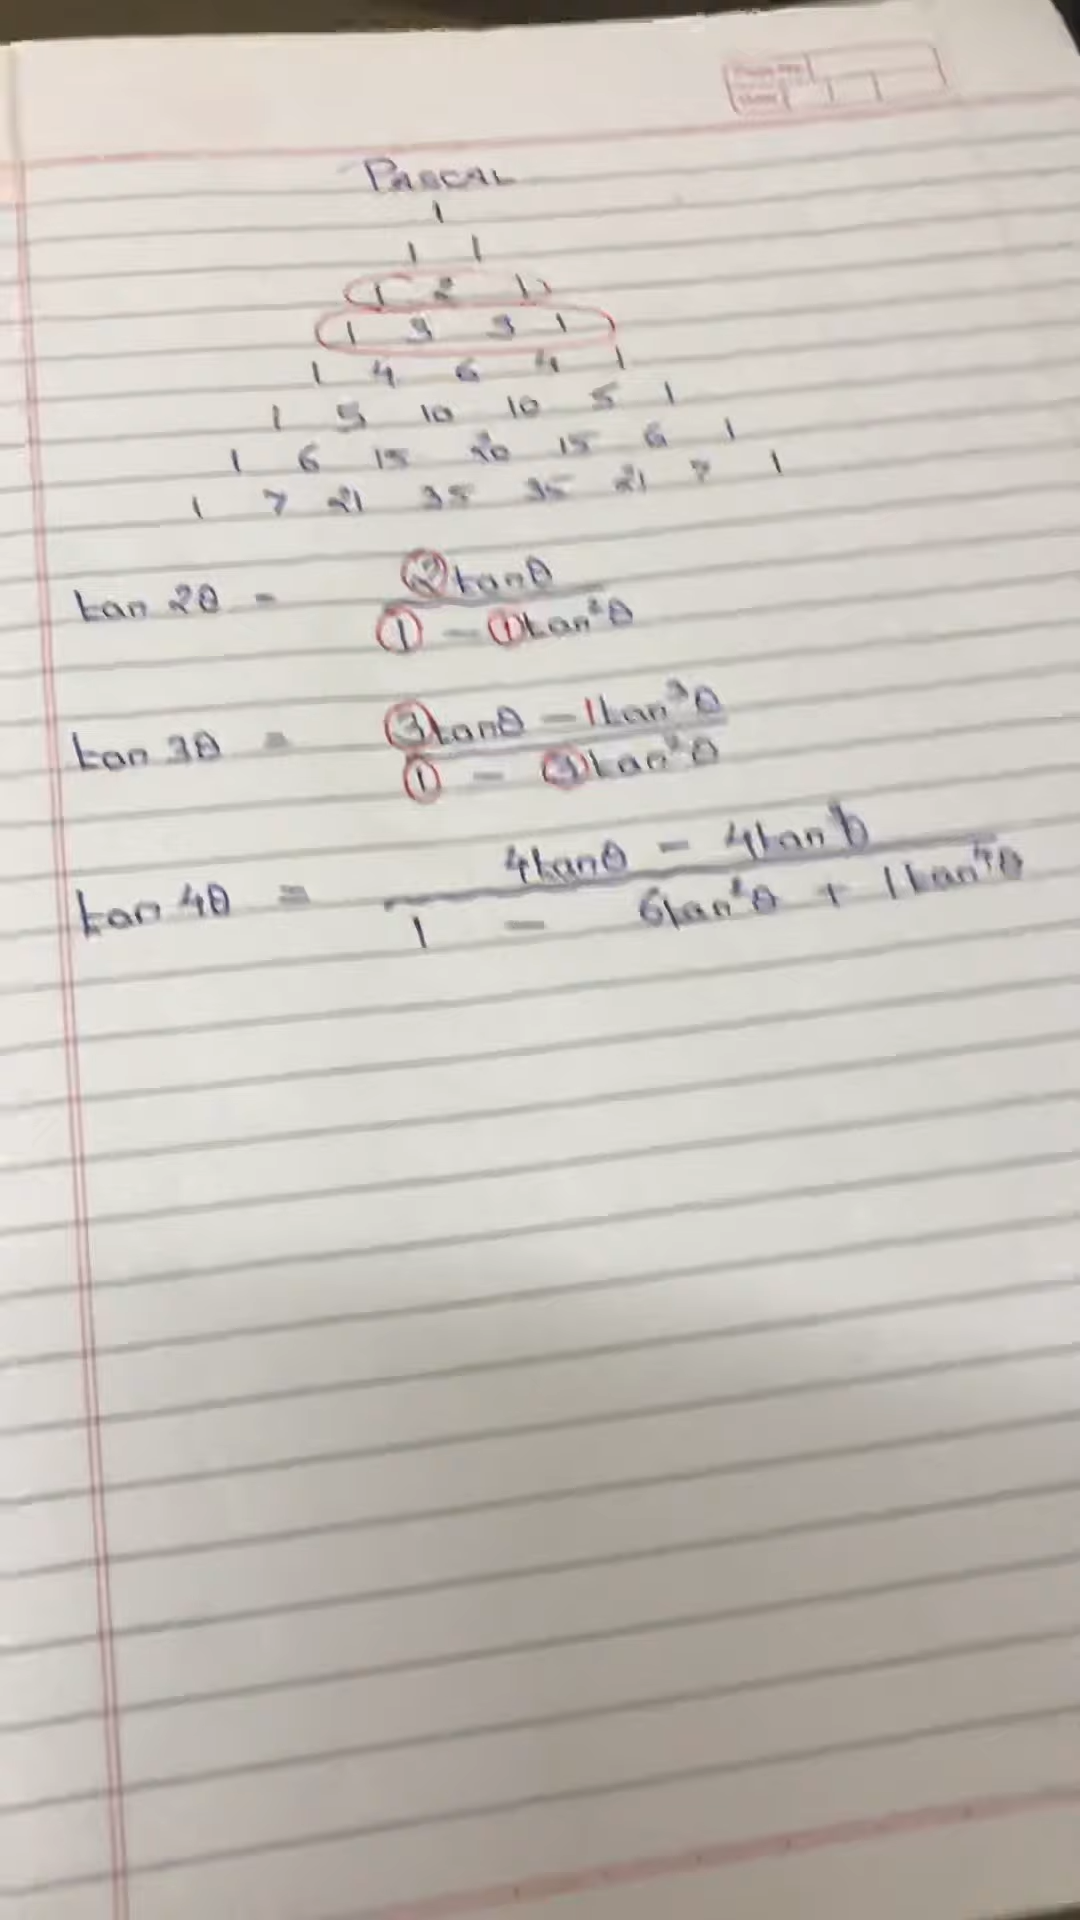 PASCAL
1
1 1
1 2 1
1 3 3 1
1 4 6 4 1
1 5 10 10 5 1
1 6 15 20 15 6 1
1 7 21 35 35 21 7 1
tan 2θ = 2tanθ
1 - 1tan²θ
tan 3θ = 3tanθ - 1tan³θ
1 - 3tan²θ
tan 4θ = 4tanθ - 4tan θ
1 - 6tan²θ + 1tan⁴θ